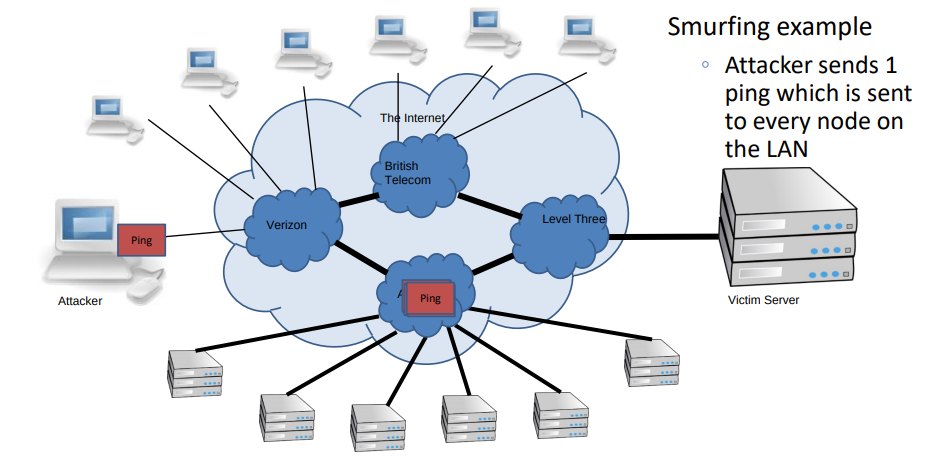 Smurfing example
Attacker sends 1
ping which is sent
to every node on
the LAN
The Internet
British
Telecom
Verizon
Level Three
Ping
Attacker
Ping
Victim Server